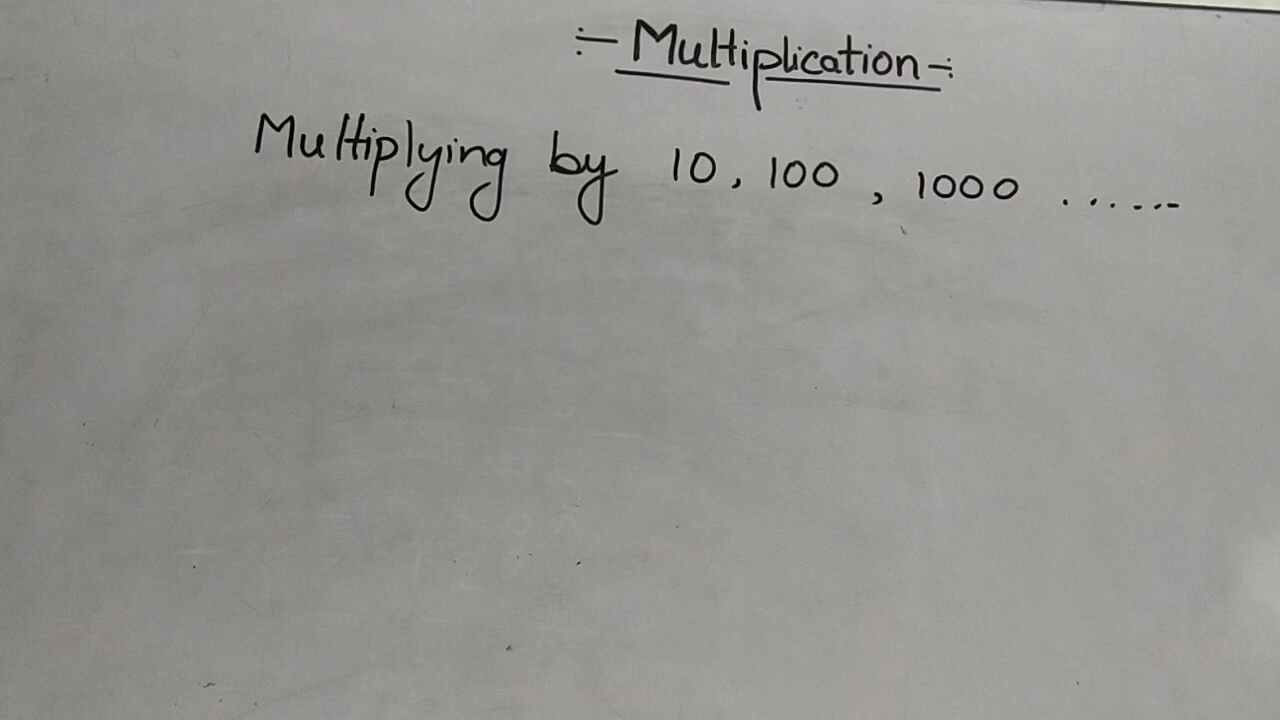 :- Multiplication -:
Multiplying by 10, 100, 1000 ......